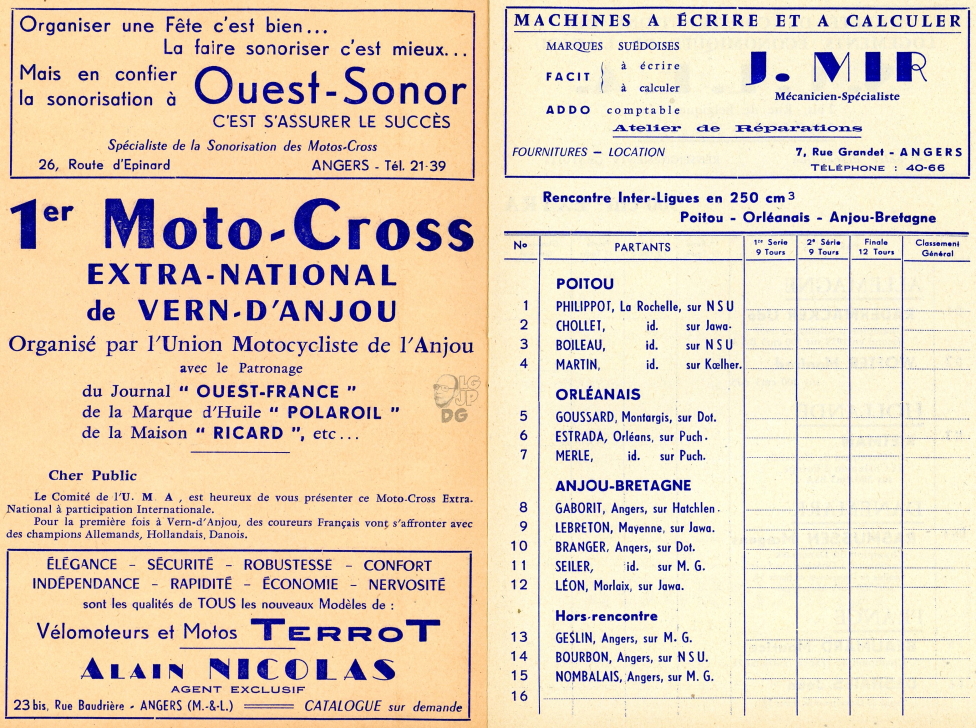 Organiser une Fête c'est bien...
La faire sonoriser c'est mieux...
Mais en confier
la sonorisation à Ouest-Sonor
C'EST S'ASSURER LE SUCCÈS
Spécialiste de la Sonorisation des Motos-Cross
26, Route d'Epinard ANGERS - Tél. 21-39
1er Moto-Cross
EXTRA-NATIONAL
de VERN-D'ANJOU
Organisé par l'Union Motocycliste de l'Anjou
avec le Patronage
du Journal “ OUEST-FRANCE ”
de la Marque d'Huile “ POLAROIL ”
de la Maison “ RICARD ”, etc...
LG
JP
DG
Cher Public
Le Comité de l'U. M A , est heureux de vous présenter ce Moto-Cross Extra-
National à participation Internationale.
Pour la première fois à Vern-d'Anjou, des coureurs Français vont s'affronter avec
des champions Allemands, Hollandais, Danois.
ÉLÉGANCE – SÉCURITÉ – ROBUSTESSE – CONFORT
INDÉPENDANCE – RAPIDITÉ – ÉCONOMIE – NERVOSITÉ
sont les qualités de TOUS les nouveaux Modèles de :
Vélomoteurs et Motos TERROT
ALAIN NICOLAS
AGENT EXCLUSIF
23 bis, Rue Baudrière - ANGERS (M.-&-L.) CATALOGUE sur demande
MACHINES A ÉCRIRE ET A CALCULER
MARQUES SUÉDOISES
FACIT { à écrire
à calculer
ADDO comptable
J. MIR
Mécanicien-Spécialiste
Atelier de Réparations
FOURNITURES – LOCATION 7, Rue Grandet - ANGERS
TÉLÉPHONE : 40-66
Rencontre Inter-Ligues en 250 cm3
Poitou - Orléanais - Anjou-Bretagne
No PARTANTS 1re Serie 9 Tours 2e Série 9 Tours Finale 12 Tours Classement Général
POITOU
1 PHILIPPOT, La Rochelle, sur N S U
2 CHOLLET, id. sur Jawa.
3 BOILEAU, id. sur N S U
4 MARTIN, id. sur Kœlher.
ORLÉANAIS
5 GOUSSARD, Montargis, sur Dot.
6 ESTRADA, Orléans, sur Puch.
7 MERLE, id. sur Puch.
ANJOU-BRETAGNE
8 GABORIT, Angers, sur Hatchlen.
9 LEBRETON, Mayenne, sur Jawa.
10 BRANGER, Angers, sur Dot.
11 SEILER, id. sur M. G.
12 LÉON, Morlaix, sur Jawa.
Hors-rencontre
13 GESLIN, Angers, sur M. G.
14 BOURBON, Angers, sur N S U.
15 NOMBALAIS, Angers, sur M. G.
16